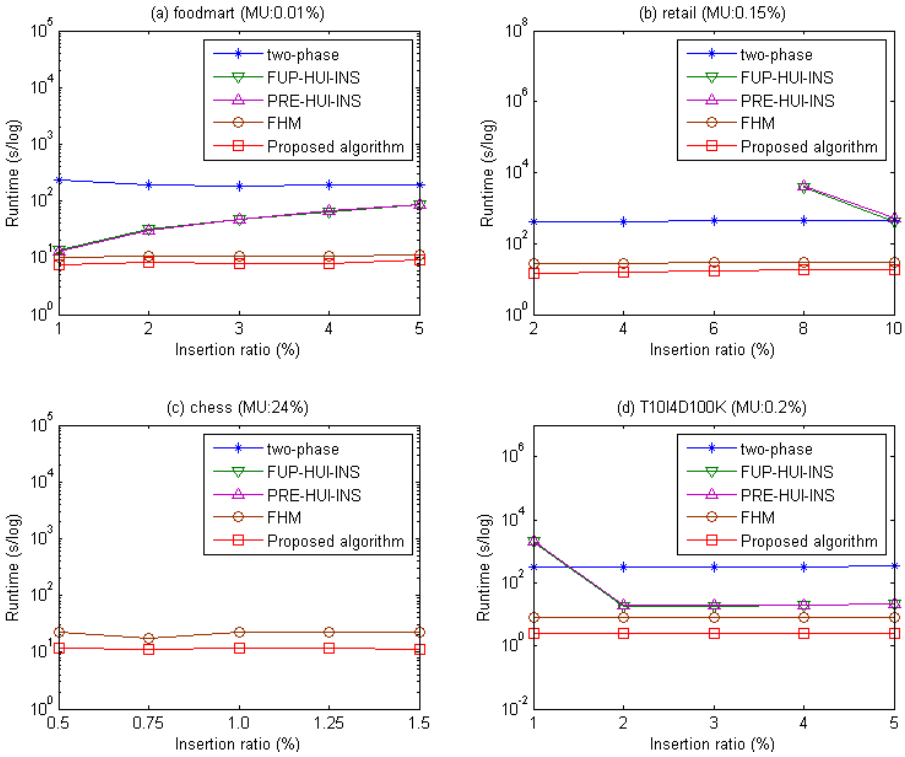 (a) foodmart (MU:0.01%)
Runtime (s/log)
10^5
10^4
10^3
10^2
10^1
10^0
two-phase
FUP-HUI-INS
PRE-HUI-INS
FHM
Proposed algorithm
1 2 3 4 5
Insertion ratio (%)
(b) retail (MU:0.15%)
Runtime (s/log)
10^8
10^6
10^4
10^2
10^0
two-phase
FUP-HUI-INS
PRE-HUI-INS
FHM
Proposed algorithm
2 4 6 8 10
Insertion ratio (%)
(c) chess (MU:24%)
Runtime (s/log)
10^5
10^4
10^3
10^2
10^1
10^0
two-phase
FUP-HUI-INS
PRE-HUI-INS
FHM
Proposed algorithm
0.5 0.75 1.0 1.25 1.5
Insertion ratio (%)
(d) T10I4D100K (MU:0.2%)
Runtime (s/log)
10^6
10^4
10^2
10^0
10^-2
two-phase
FUP-HUI-INS
PRE-HUI-INS
FHM
Proposed algorithm
1 2 3 4 5
Insertion ratio (%)